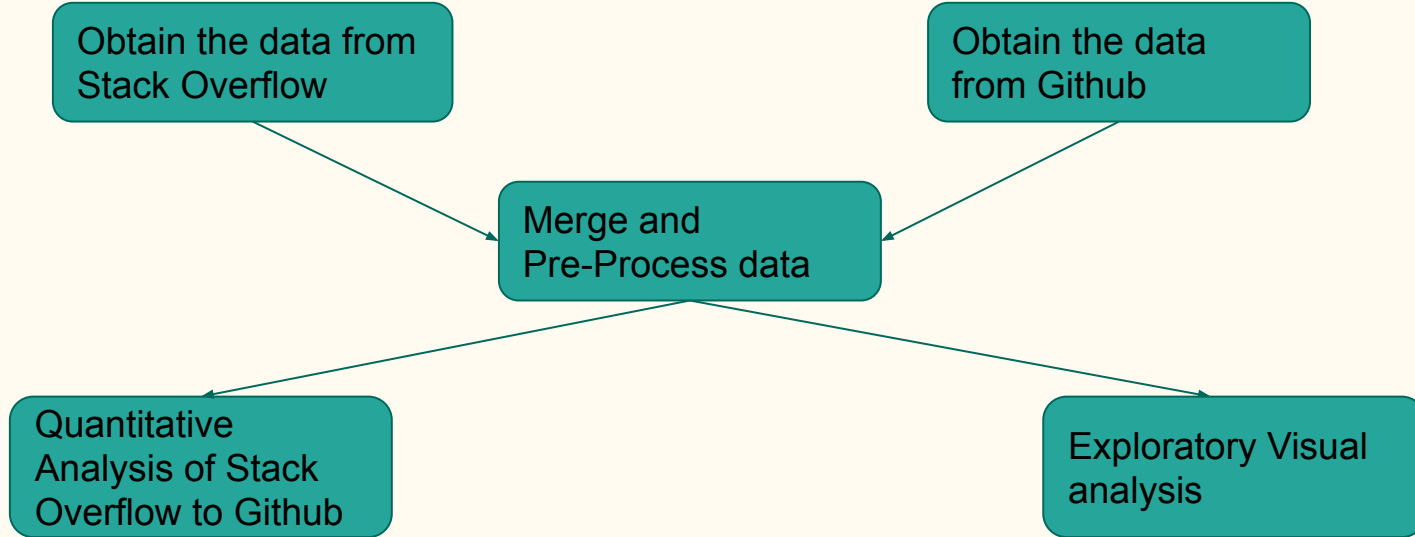 Obtain the data from
Stack Overflow
Obtain the data
from Github
Merge and
Pre-Process data
Quantitative
Analysis of Stack
Overflow to Github
Exploratory Visual
analysis